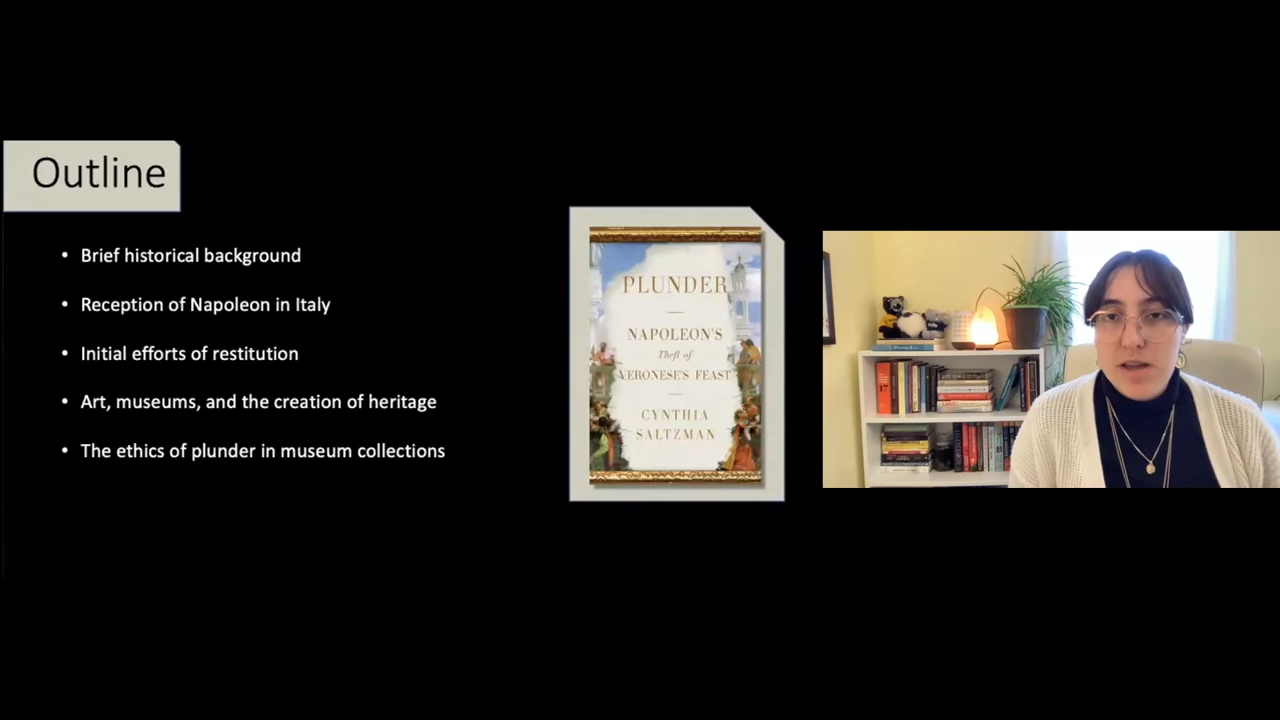 Outline
• Brief historical background
• Reception of Napoleon in Italy
• Initial efforts of restitution
• Art, museums, and the creation of heritage
• The ethics of plunder in museum collections
PLUNDER
NAPOLEON'S
Theft of
VERONESE'S FEAST
CYNTHIA
SALTZMAN